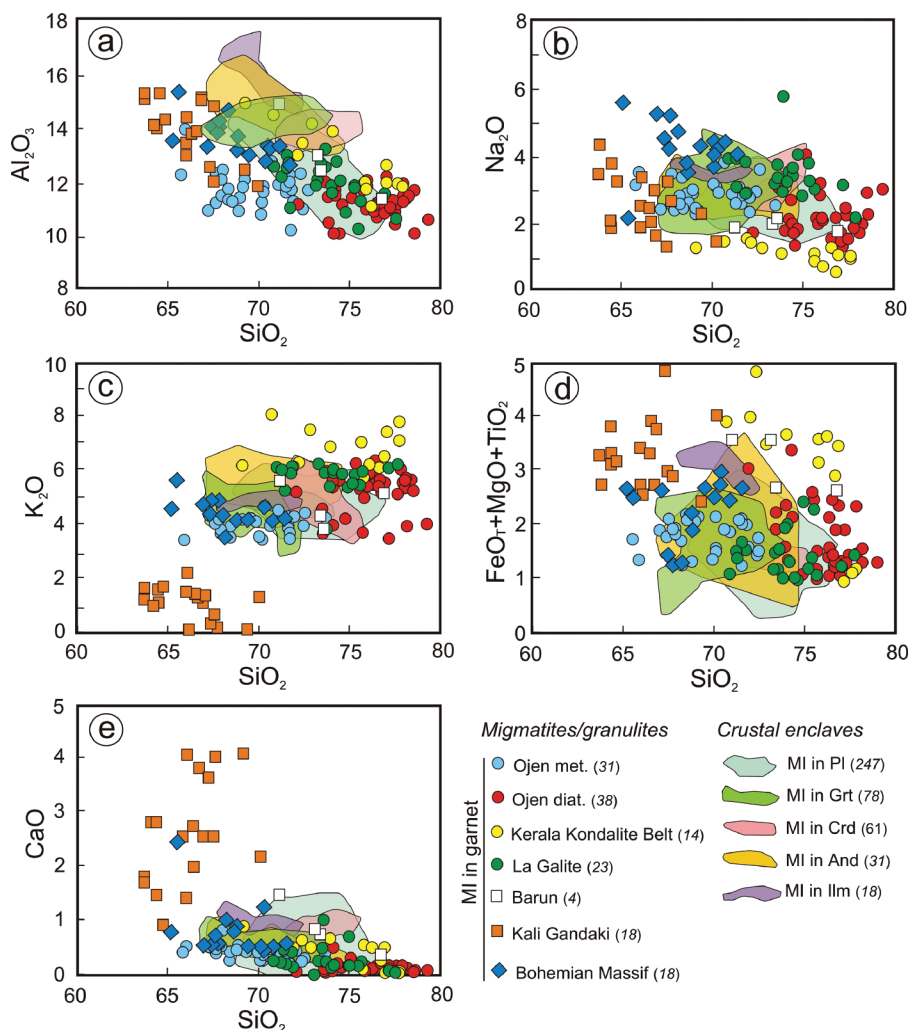 18
16
14
12
10
8
a
Al2O3
60
65
70
75
80
SiO2
8
6
4
2
0
b
Na2O
60
65
70
75
80
SiO2
10
8
6
4
2
0
c
K2O
60
65
70
75
80
SiO2
5
4
3
2
1
0
d
FeOT+MgO+TiO2
60
65
70
75
80
SiO2
5
4
3
2
1
0
e
CaO
60
65
70
75
80
SiO2
Migmatites/granulites
MI in garnet
Ojen met. (31)
Ojen diat. (38)
Kerala Kondalite Belt (14)
La Galite (23)
Barun (4)
Kali Gandaki (18)
Bohemian Massif (18)
Crustal enclaves
MI in Pl (247)
MI in Grt (78)
MI in Crd (61)
MI in And (31)
MI in Ilm (18)